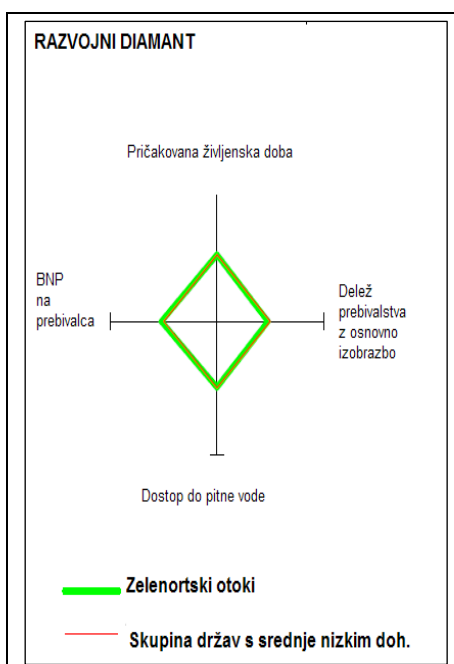 RAZVOJNI DIAMANT
Pričakovana življenska doba
BNP
na
prebivalca
Delež
prebivalstva
z osnovno
izobrazbo
Dostop do pitne vode
Zelenortski otoki
Skupina držav s srednje nizkim doh.